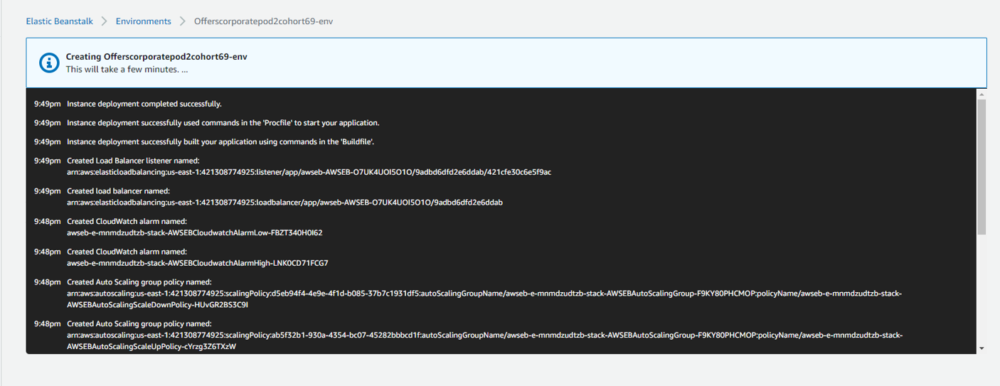 Elastic Beanstalk > Environments > Offerscorporatepod2cohort69-env
Creating Offerscorporatepod2cohort69-env
This will take a few minutes. ...
9:49pm Instance deployment completed successfully.
9:49pm Instance deployment successfully used commands in the 'Procfile' to start your application.
9:49pm Instance deployment successfully built your application using commands in the 'Buildfile'.
9:49pm Created Load Balancer listener named:
arn:aws:elasticloadbalancing:us-east-1:421308774925:listener/app/awseb-AWSEB-O7UK4UOI5O1O/9adbd6dfd2e6ddab/421cfe30c6e5f9ac
9:49pm Created load balancer named:
arn:aws:elasticloadbalancing:us-east-1:421308774925:loadbalancer/app/awseb-AWSEB-O7UK4UOI5O1O/9adbd6dfd2e6ddab
9:48pm Created CloudWatch alarm named:
awseb-e-mnmdzudtzb-stack-AWSEBCloudwatchAlarmLow-FBZT340H0I62
9:48pm Created CloudWatch alarm named:
awseb-e-mnmdzudtzb-stack-AWSEBCloudwatchAlarmHigh-LNK0CD71FCG7
9:48pm Created Auto Scaling group policy named:
arn:aws:autoscaling:us-east-1:421308774925:scalingPolicy:d5eb94f4-4e9e-4f1d-b085-37b7c1931df5:autoScalingGroupName/awseb-e-mnmdzudtzb-stack-AWSEBAutoScalingGroup-F9KY80PHCMOP:policyName/awseb-e-mnmdzudtzb-stack-
AWSEBAutoScalingScaleDownPolicy-HUvGR2BS3C9I
9:48pm Created Auto Scaling group policy named:
arn:aws:autoscaling:us-east-1:421308774925:scalingPolicy:ab5f32b1-930a-4354-bc07-45282bbbcd1f:autoScalingGroupName/awseb-e-mnmdzudtzb-stack-AWSEBAutoScalingGroup-F9KY80PHCMOP:policyName/awseb-e-mnmdzudtzb-stack-
AWSEBAutoScalingScaleUpPolicy-cYrzg3Z6TXzW